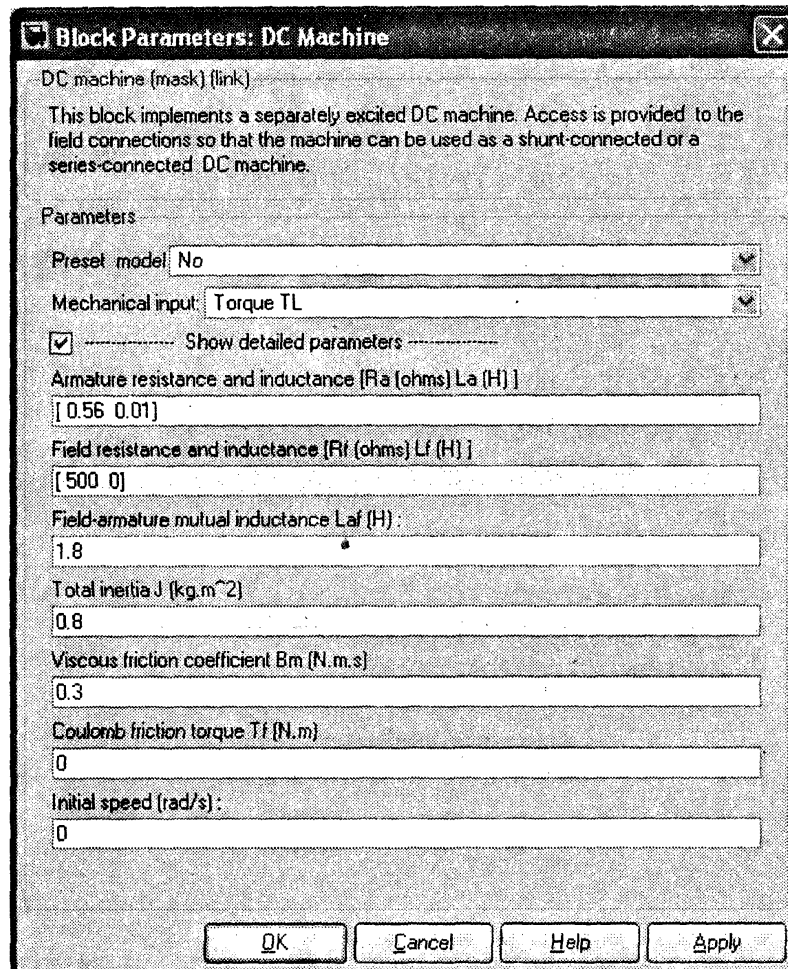 Block Parameters: DC Machine
DC machine (mask) (link)
This block implements a separately excited DC machine. Access is provided to the
field connections so that the machine can be used as a shunt-connected or a
series-connected DC machine.
Parameters
Preset model No
Mechanical input: Torque TL
-------------- Show detailed parameters --------------
Armature resistance and inductance [Ra (ohms) La (H) ]
[ 0.56 0.01]
Field resistance and inductance [Rf (ohms) Lf (H) ]
[ 500 0]
Field-armature mutual inductance Laf (H) :
1.8
Total inertia J (kg.m^2)
0.8
Viscous friction coefficient Bm (N.m.s)
0.3
Coulomb friction torque Tf (N.m)
0
Initial speed (rad/s) :
0
OK Cancel Help Apply